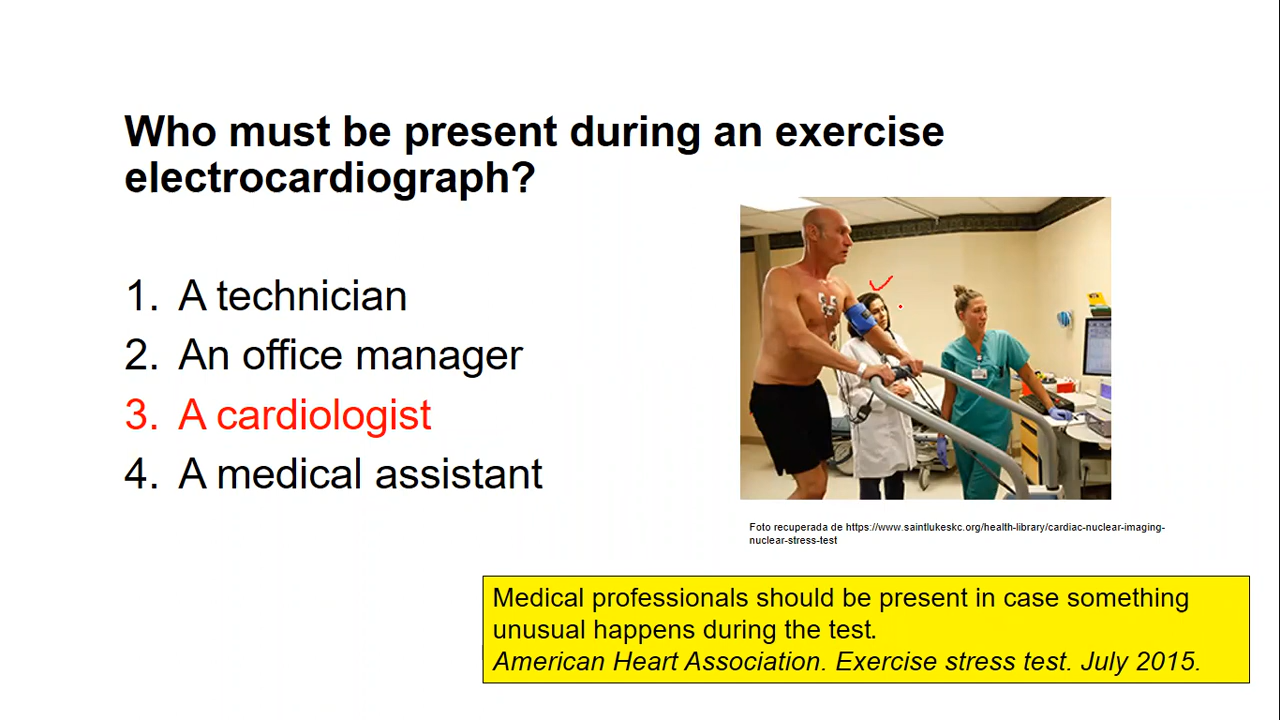 Who must be present during an exercise
electrocardiograph?
1. A technician
2. An office manager
3. A cardiologist
4. A medical assistant
Foto recuperada de https://www.saintlukeskc.org/health-library/cardiac-nuclear-imaging-
nuclear-stress-test
Medical professionals should be present in case something
unusual happens during the test.
American Heart Association. Exercise stress test. July 2015.